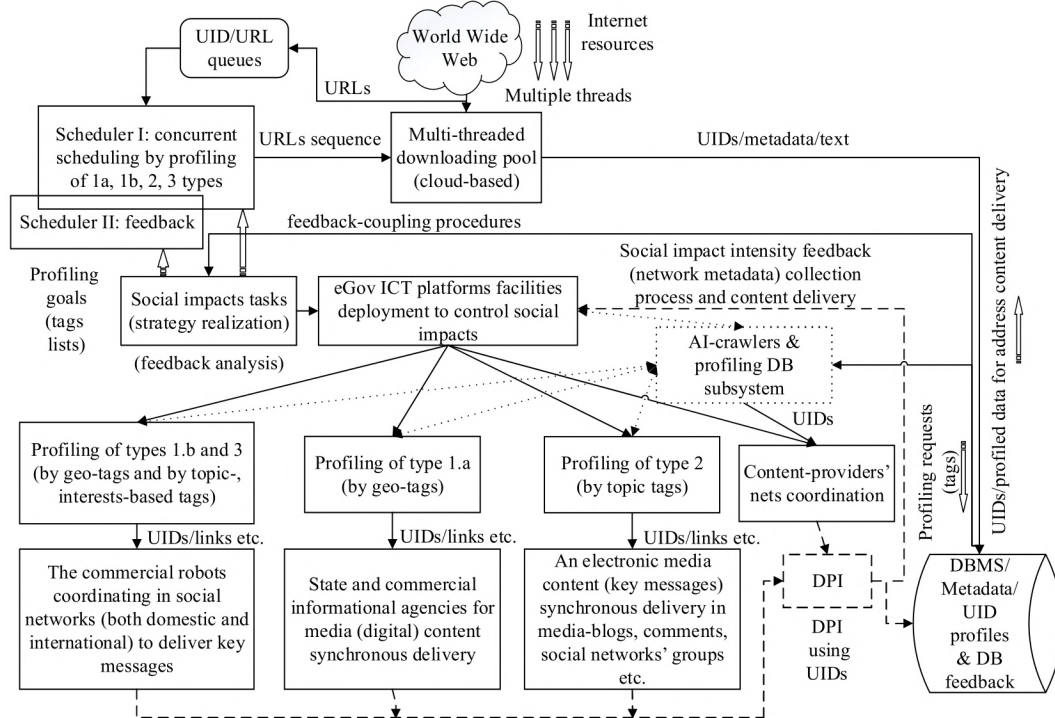 UID/URL
queues
World Wide
Web
Internet
resources
URLs
Multiple threads
Scheduler I: concurrent
scheduling by profiling
of 1a, 1b, 2, 3 types
URLs sequence
Multi-threaded
downloading pool
(cloud-based)
UIDs/metadata/text
Scheduler II: feedback
feedback-coupling procedures
Profiling
goals
(tags
lists)
Social impacts tasks
(strategy realization)
(feedback analysis)
eGov ICT platforms facilities
deployment to control social
impacts
Social impact intensity feedback
(network metadata) collection
process and content delivery
AI-crawlers &
profiling DB
subsystem
UIDs
UIDs/profiled data for address content delivery
Profiling requests
(tags)
Profiling of types 1.b and 3
(by geo-tags and by topic-,
interests-based tags)
Profiling of type 1.a
(by geo-tags)
Profiling of type 2
(by topic tags)
Content-providers’
nets coordination
UIDs/links etc.
UIDs/links etc.
UIDs/links etc.
The commercial robots
coordinating in social
networks (both domestic and
international) to deliver key
messages
State and commercial
informational agencies for
media (digital) content
synchronous delivery
An electronic media
content (key messages)
synchronous delivery in
media-blogs, comments,
social networks’ groups
etc.
DPI
DPI
using
UIDs
DBMS/
Metadata/
UID
profiles
& DB
feedback